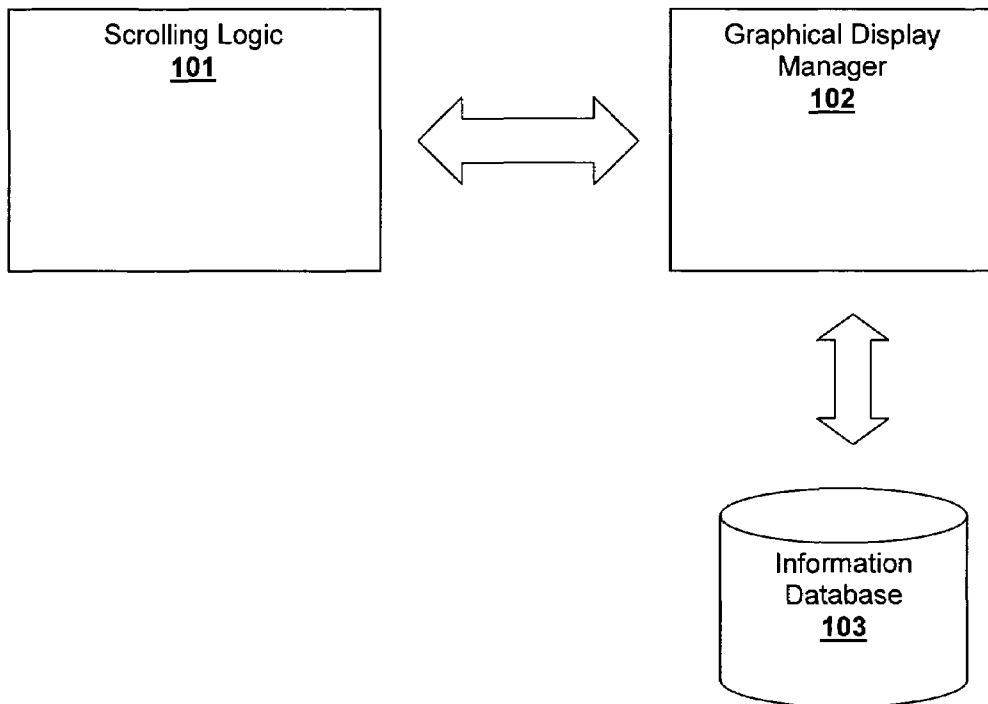 Scrolling Logic
101
Graphical Display
Manager
102
Information
Database
103